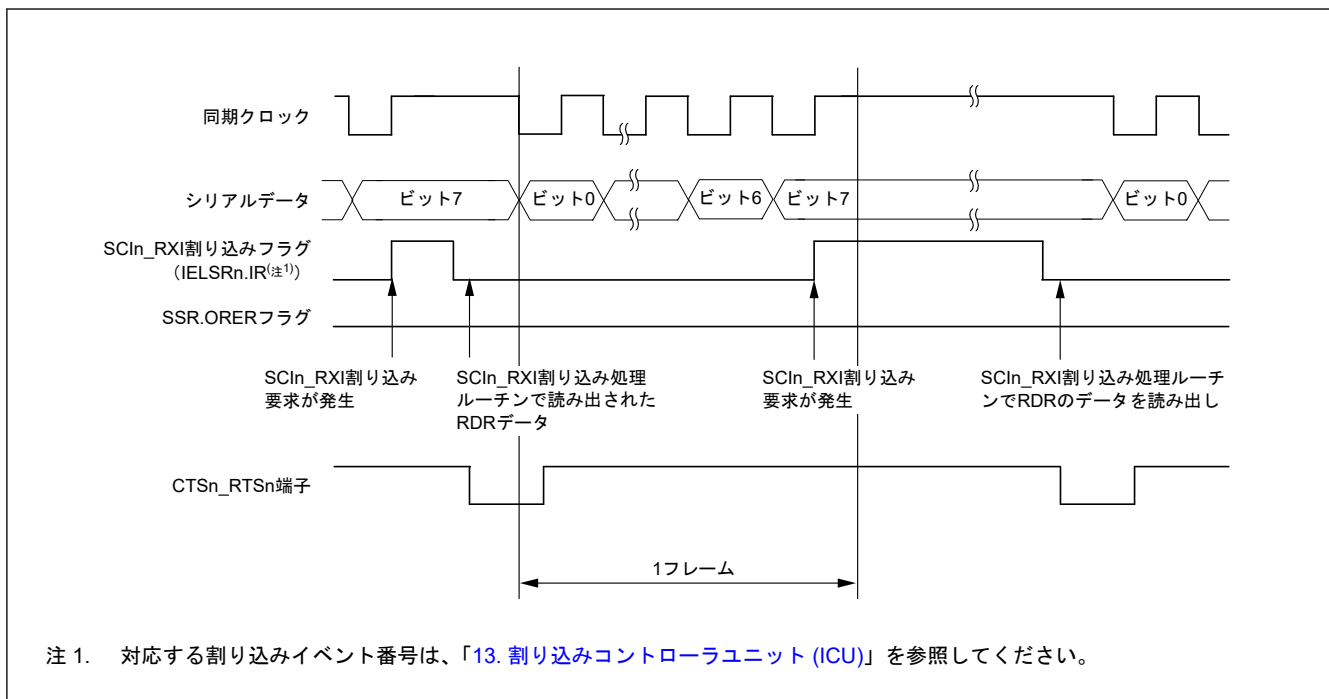 同期クロック
シリアルデータ
ビット7
ビット0
ビット6
ビット7
ビット0
SCIn_RXI割り込みフラグ
（IELSRn.IR(注1)）
SSR.ORERフラグ
SCIn_RXI割り込み
要求が発生
SCIn_RXI割り込み処理
ルーチンで読み出された
RDRデータ
SCIn_RXI割り込み
要求が発生
SCIn_RXI割り込み処理ルーチ
ンでRDRのデータを読み出し
CTSn_RTSn端子
1フレーム
注 1. 対応する割り込みイベント番号は、「13. 割り込みコントローラユニット (ICU)」を参照してください。